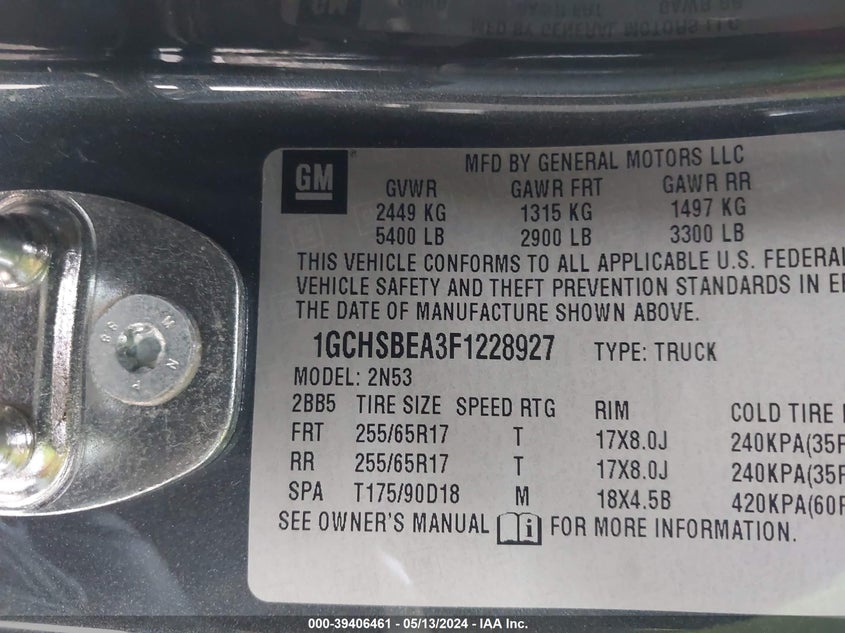 GM
MFD BY GENERAL MOTORS LLC
GVWR GAWR FRT GAWR RR
2449 KG 1315 KG 1497 KG
5400 LB 2900 LB 3300 LB
THIS VEHICLE CONFORMS TO ALL APPLICABLE U.S. FEDERAL
VEHICLE SAFETY AND THEFT PREVENTION STANDARDS IN EF
THE DATE OF MANUFACTURE SHOWN ABOVE.
1GCHSBEA3F1228927 TYPE: TRUCK
MODEL: 2N53
2BB5 TIRE SIZE SPEED RTG RIM COLD TIRE
FRT 255/65R17 T 17X8.0J 240KPA(35P
RR 255/65R17 T 17X8.0J 240KPA(35P
SPA T175/90D18 M 18X4.5B 420KPA(60P
SEE OWNER'S MANUAL i FOR MORE INFORMATION.
000-39406461 - 05/13/2024 - IAA Inc.